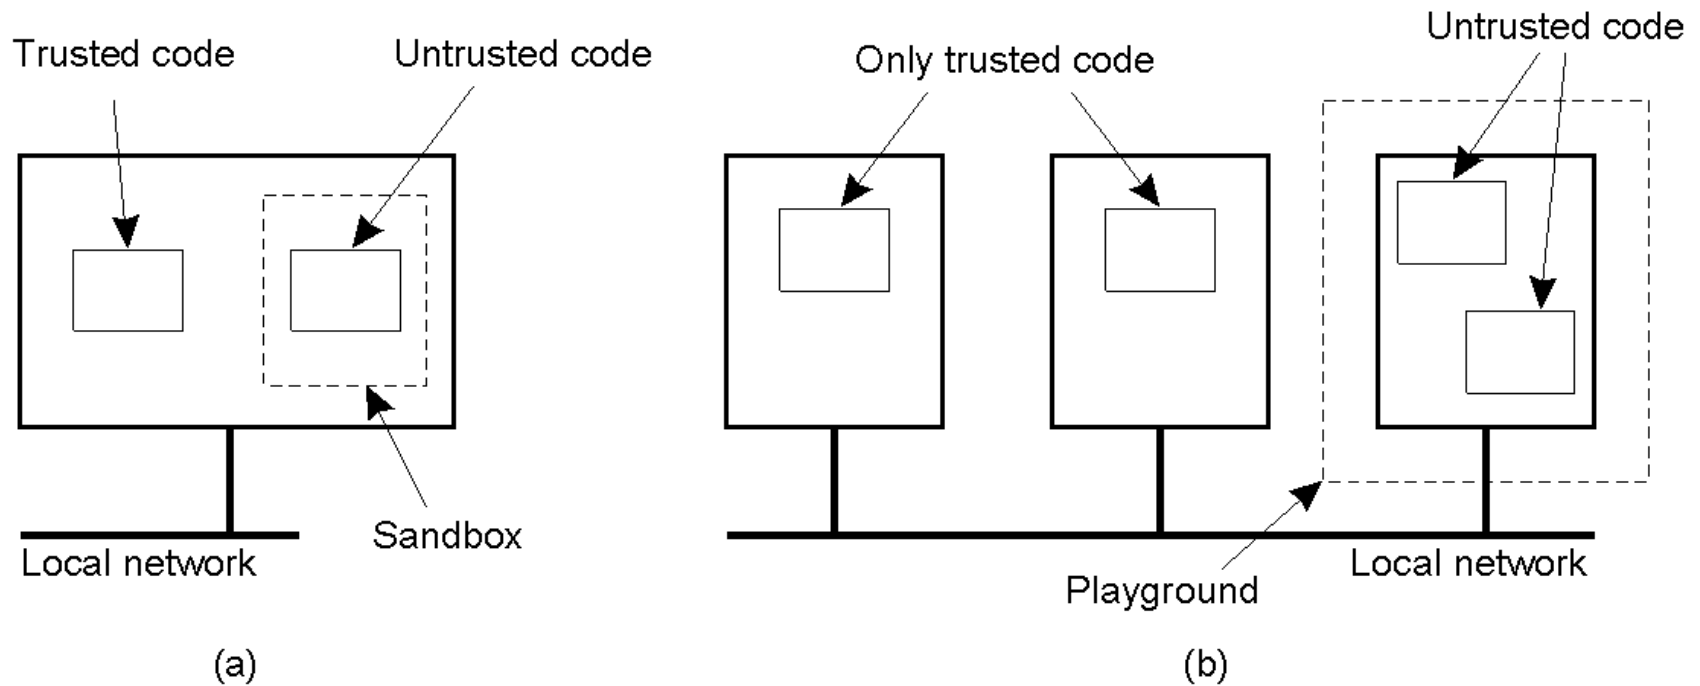 Trusted code
Untrusted code
Sandbox
Local network
(a)
Only trusted code
Untrusted code
Playground
Local network
(b)